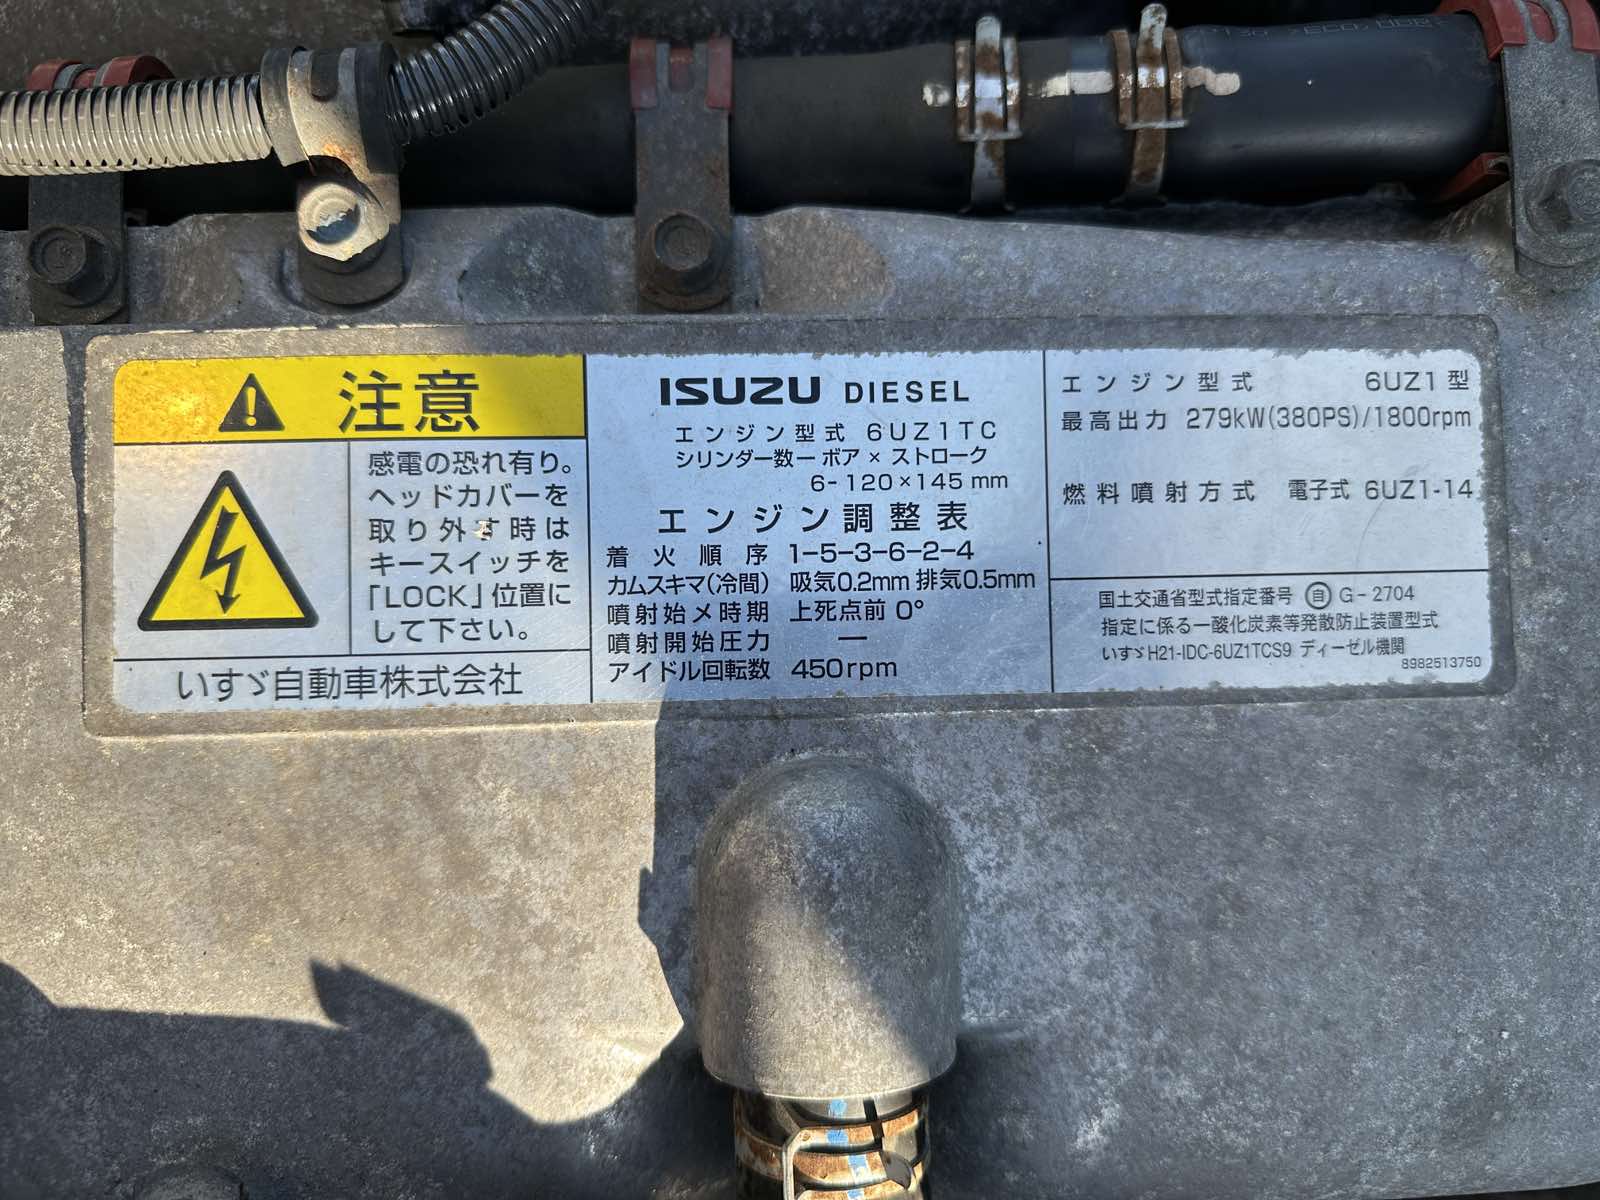 注意
感電の恐れ有り。
ヘッドカバーを
取り外す時は
キースイッチを
「LOCK」位置に
して下さい。
いすゞ自動車株式会社
ISUZU DIESEL
エンジン型式 6UZ1TC
シリンダー数ーボア×ストローク
6-120×145mm
エンジン調整表
着火順序 1-5-3-6-2-4
カムスキマ(冷間) 吸気0.2mm 排気0.5mm
噴射始メ時期 上死点前 0°
噴射開始圧力 ー
アイドル回転数 450rpm
エンジン型式 6UZ1型
最高出力 279kW(380PS)/1800rpm
燃料噴射方式 電子式 6UZ1-14
国土交通省型式指定番号 自 G-2704
指定に係る一酸化炭素等発散防止装置型式
いすゞH21-IDC-6UZ1TCS9 ディーゼル機関
8982513750